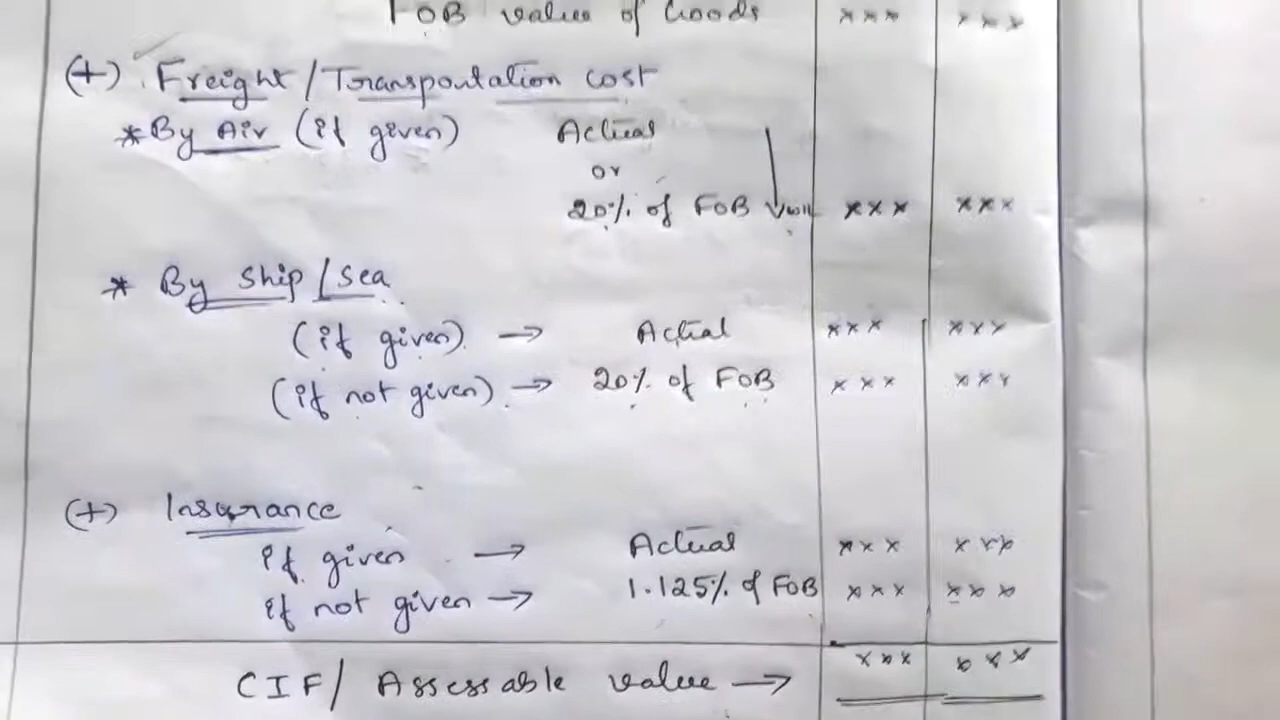 FOB value of Goods xxx xxx
(+) Freight/Transportation cost
*By Air (if given) Actual
or
20% of FOB xxx xxx
* By Ship/Sea
(if given) → Actual xxx xxx
(if not given) → 20% of FOB xxx xxx
(+) Insurance
if given → Actual xxx xxx
if not given → 1.125% of FOB xxx xxx
CIF/ Assessable value → xxx xxx